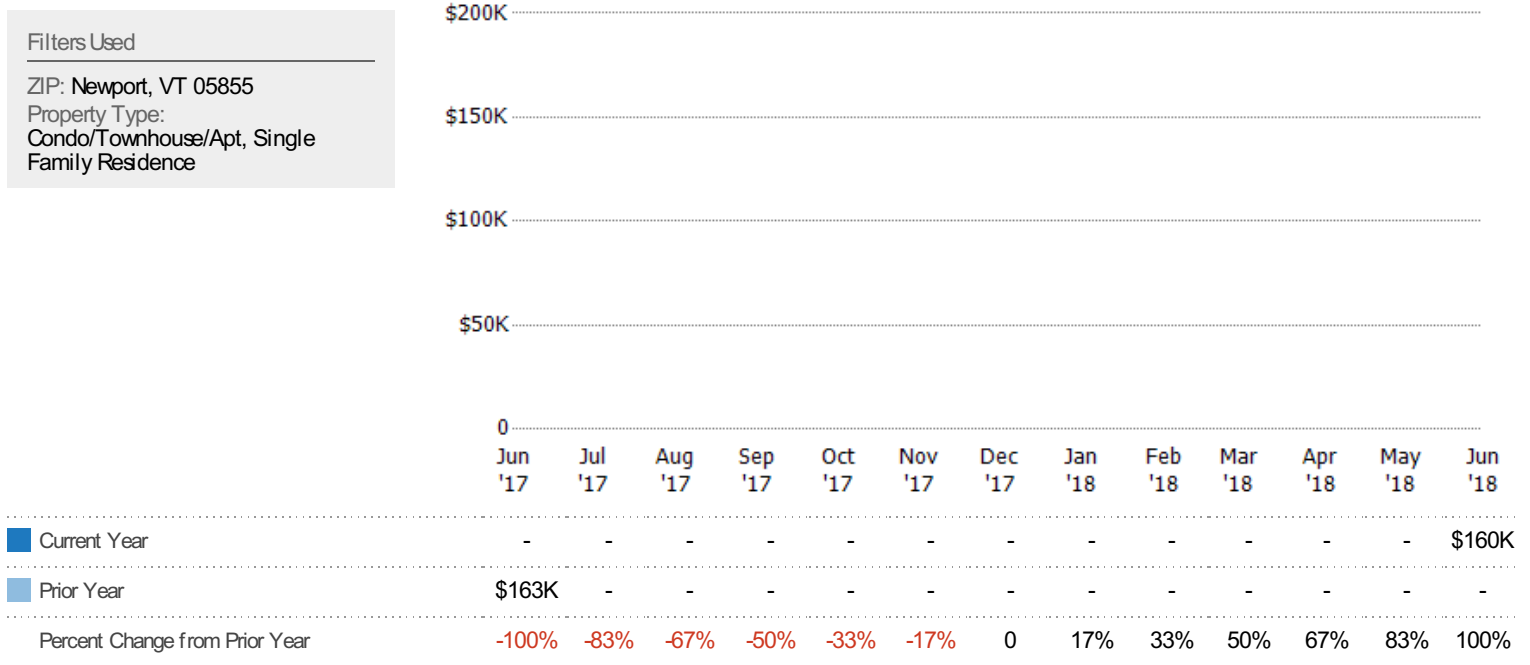 Filters Used
ZIP: Newport, VT 05855
Property Type:
Condo/Townhouse/Apt, Single
Family Residence
$200K
$150K
$100K
$50K
0
Jun Jul Aug Sep Oct Nov Dec Jan Feb Mar Apr May Jun
'17 '17 '17 '17 '17 '17 '17 '18 '18 '18 '18 '18 '18
Current Year - - - - - - - - - - - - $160K
Prior Year $163K - - - - - - - - - - - -
Percent Change from Prior Year -100% -83% -67% -50% -33% -17% 0 17% 33% 50% 67% 83% 100%